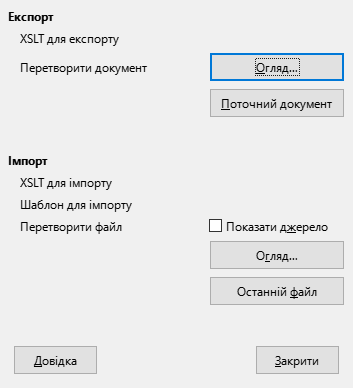 Експорт
XSLT для експорту
Перетворити документ
Огляд...
Поточний документ
Імпорт
XSLT для імпорту
Шаблон для імпорту
Перетворити файл
Показати джерело
Огляд...
Останній файл
Довідка
Закрити